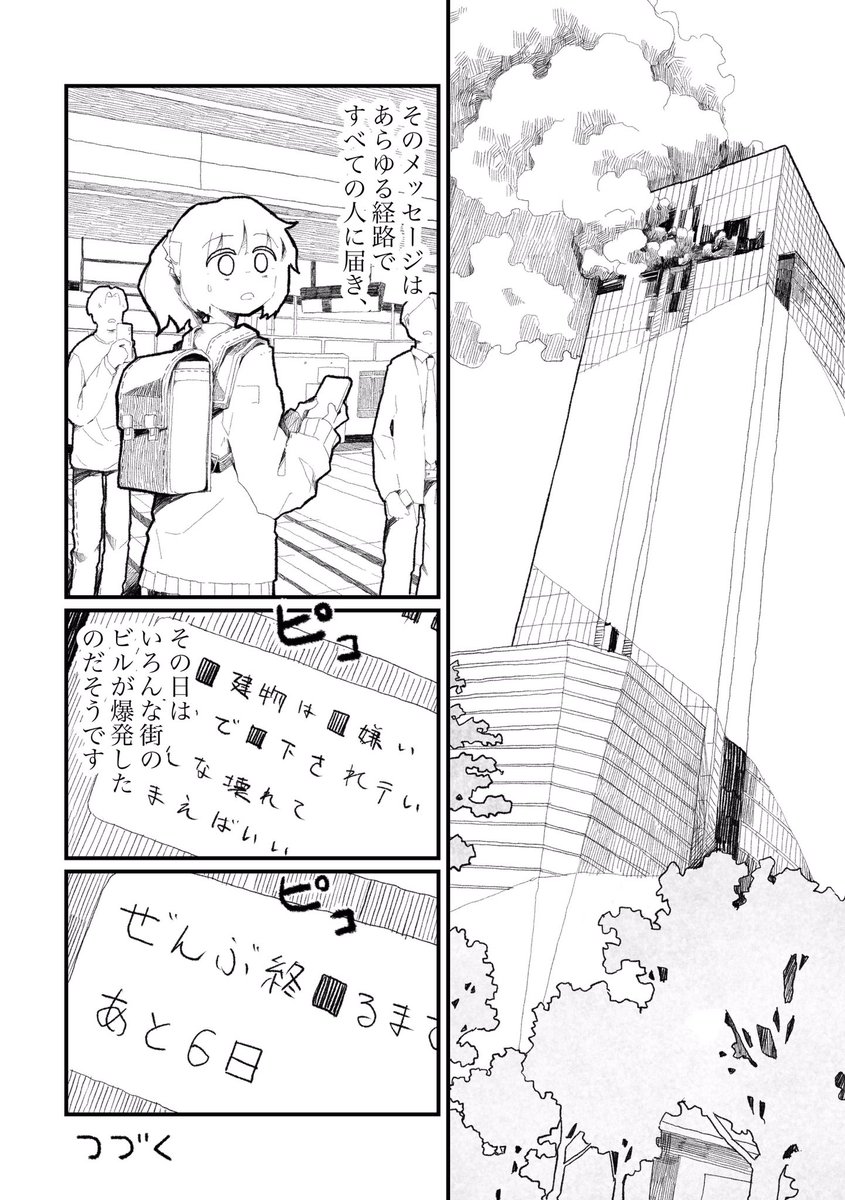 そのメッセージは
あらゆる経路で
すべての人に届き、
ピコ
■建物は■嫌い
で■下されテい
な壊れて
まえばいい
その日は
いろんな街の
ビルが爆発した
のだそうです
ピコ
ぜんぶ終■るまで
あと6日
つづく